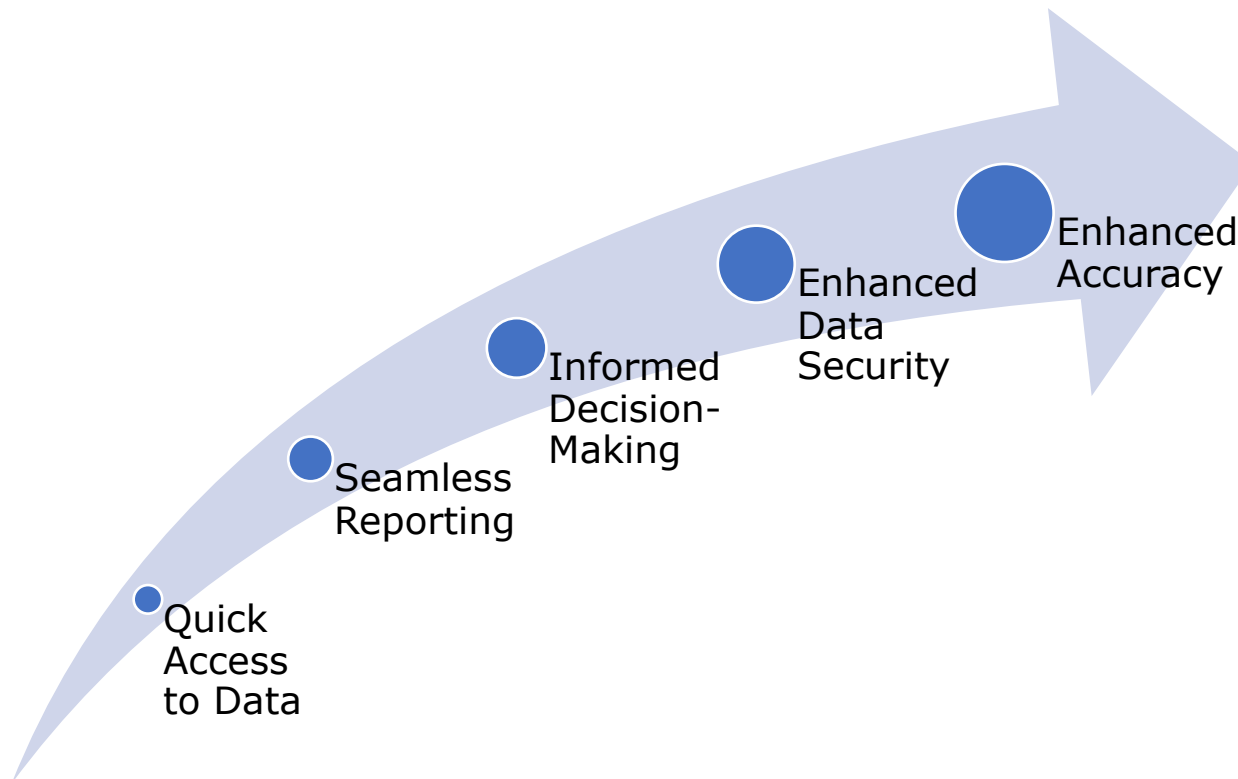 Quick
Access
to Data
Seamless
Reporting
Informed
Decision-
Making
Enhanced
Data
Security
Enhanced
Accuracy